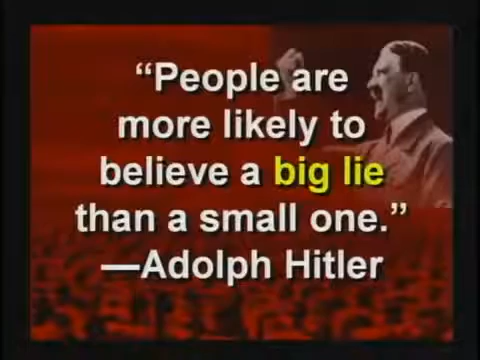 “People are
more likely to
believe a big lie
than a small one.”
—Adolph Hitler